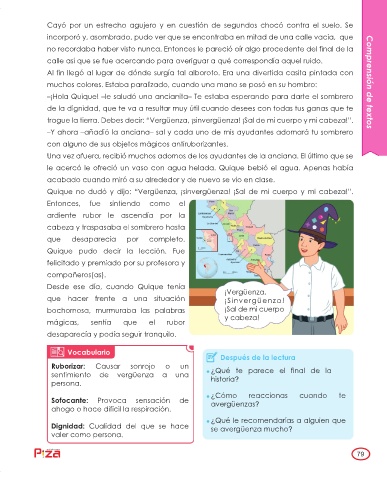 Cayó por un estrecho agujero y en cuestión de segundos chocó contra el suelo. Se
incorporó y, asombrado, pudo ver que se encontraba en mitad de una calle vacía, que
no recordaba haber visto nunca. Entonces le pareció oír algo procedente del final de la
calle así que se fue acercando para averiguar a qué correspondía aquel ruido.
Al fin llegó al lugar de dónde surgía tal alboroto. Era una divertida casita pintada con
muchos colores. Estaba paralizado, cuando una mano se posó en su hombro:
–¡Hola Quique! –le saludó una ancianita– Te estaba esperando para darte el sombrero
de la dignidad, que te va a resultar muy útil cuando desees con todas tus ganas que te
trague la tierra. Debes decir: “Vergüenza, ¡sinvergüenza! ¡Sal de mi cuerpo y mi cabeza!”.
–Y ahora –añadió la anciana– sal y cada uno de mis ayudantes adornará tu sombrero
con alguno de sus objetos mágicos antiruborizantes.
Una vez afuera, recibió muchos adornos de los ayudantes de la anciana. El último que se
le acercó le ofreció un vaso con agua helada. Quique bebió el agua. Apenas había
acabado cuando miró a su alrededor y de nuevo se vio en clase.
Quique no dudó y dijo: “Vergüenza, ¡sinvergüenza! ¡Sal de mi cuerpo y mi cabeza!”.
Entonces, fue sintiendo como el
ardiente rubor le ascendía por la
cabeza y traspasaba el sombrero hasta
que desaparecía por completo.
Quique pudo decir la lección. Fue
felicitado y premiado por su profesora y
compañeros(as).
Desde ese día, cuando Quique tenía
que hacer frente a una situación
bochornosa, murmuraba las palabras
mágicas, sentía que el rubor
desaparecía y podía seguir tranquilo.
¡Vergüenza,
¡Sinvergüenza!
¡Sal de mi cuerpo
y cabeza!
Comprensión de textos
Vocabulario
Ruborizar: Causar sonrojo o un
sentimiento de vergüenza a una
persona.
Sofocante: Provoca sensación de
ahogo o hace difícil la respiración.
Dignidad: Cualidad del que se hace
valer como persona.
Después de la lectura
¿Qué te parece el final de la
historia?
¿Cómo reaccionas cuando te
avergüenzas?
¿Qué le recomendarías a alguien que
se avergüenza mucho?
79